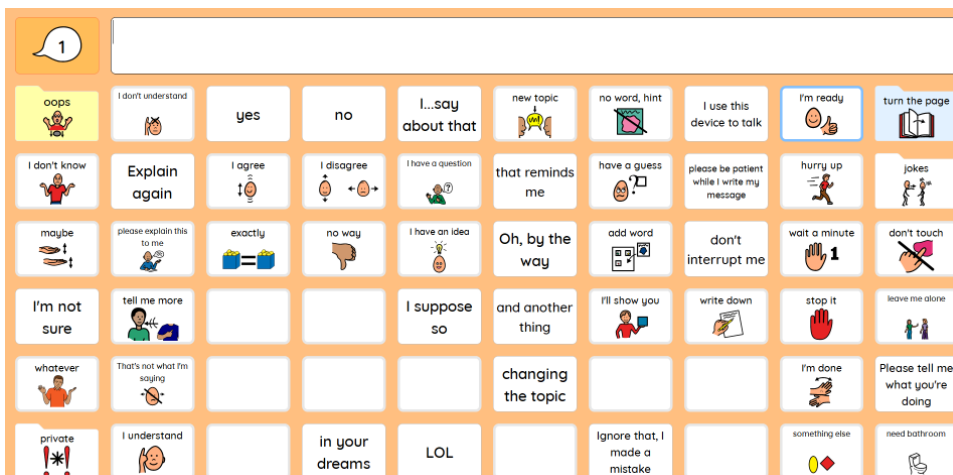 1
oops
I don't understand
yes
no
I...say
about that
new topic
no word, hint
I use this
device to talk
I'm ready
turn the page
I don't know
Explain
again
I agree
I disagree
I have a question
that reminds
me
have a guess
please be patient
while I write my
message
hurry up
jokes
maybe
please explain this
to me
exactly
no way
I have an idea
Oh, by the
way
add word
don't
interrupt me
wait a minute
1
don't touch
I'm not
sure
tell me more
I suppose
so
and another
thing
I'll show you
write down
stop it
leave me alone
whatever
That's not what I'm
saying
changing
the topic
I'm done
Please tell me
what you're
doing
private
I understand
in your
dreams
LOL
Ignore that, I
made a
mistake
something else
need bathroom